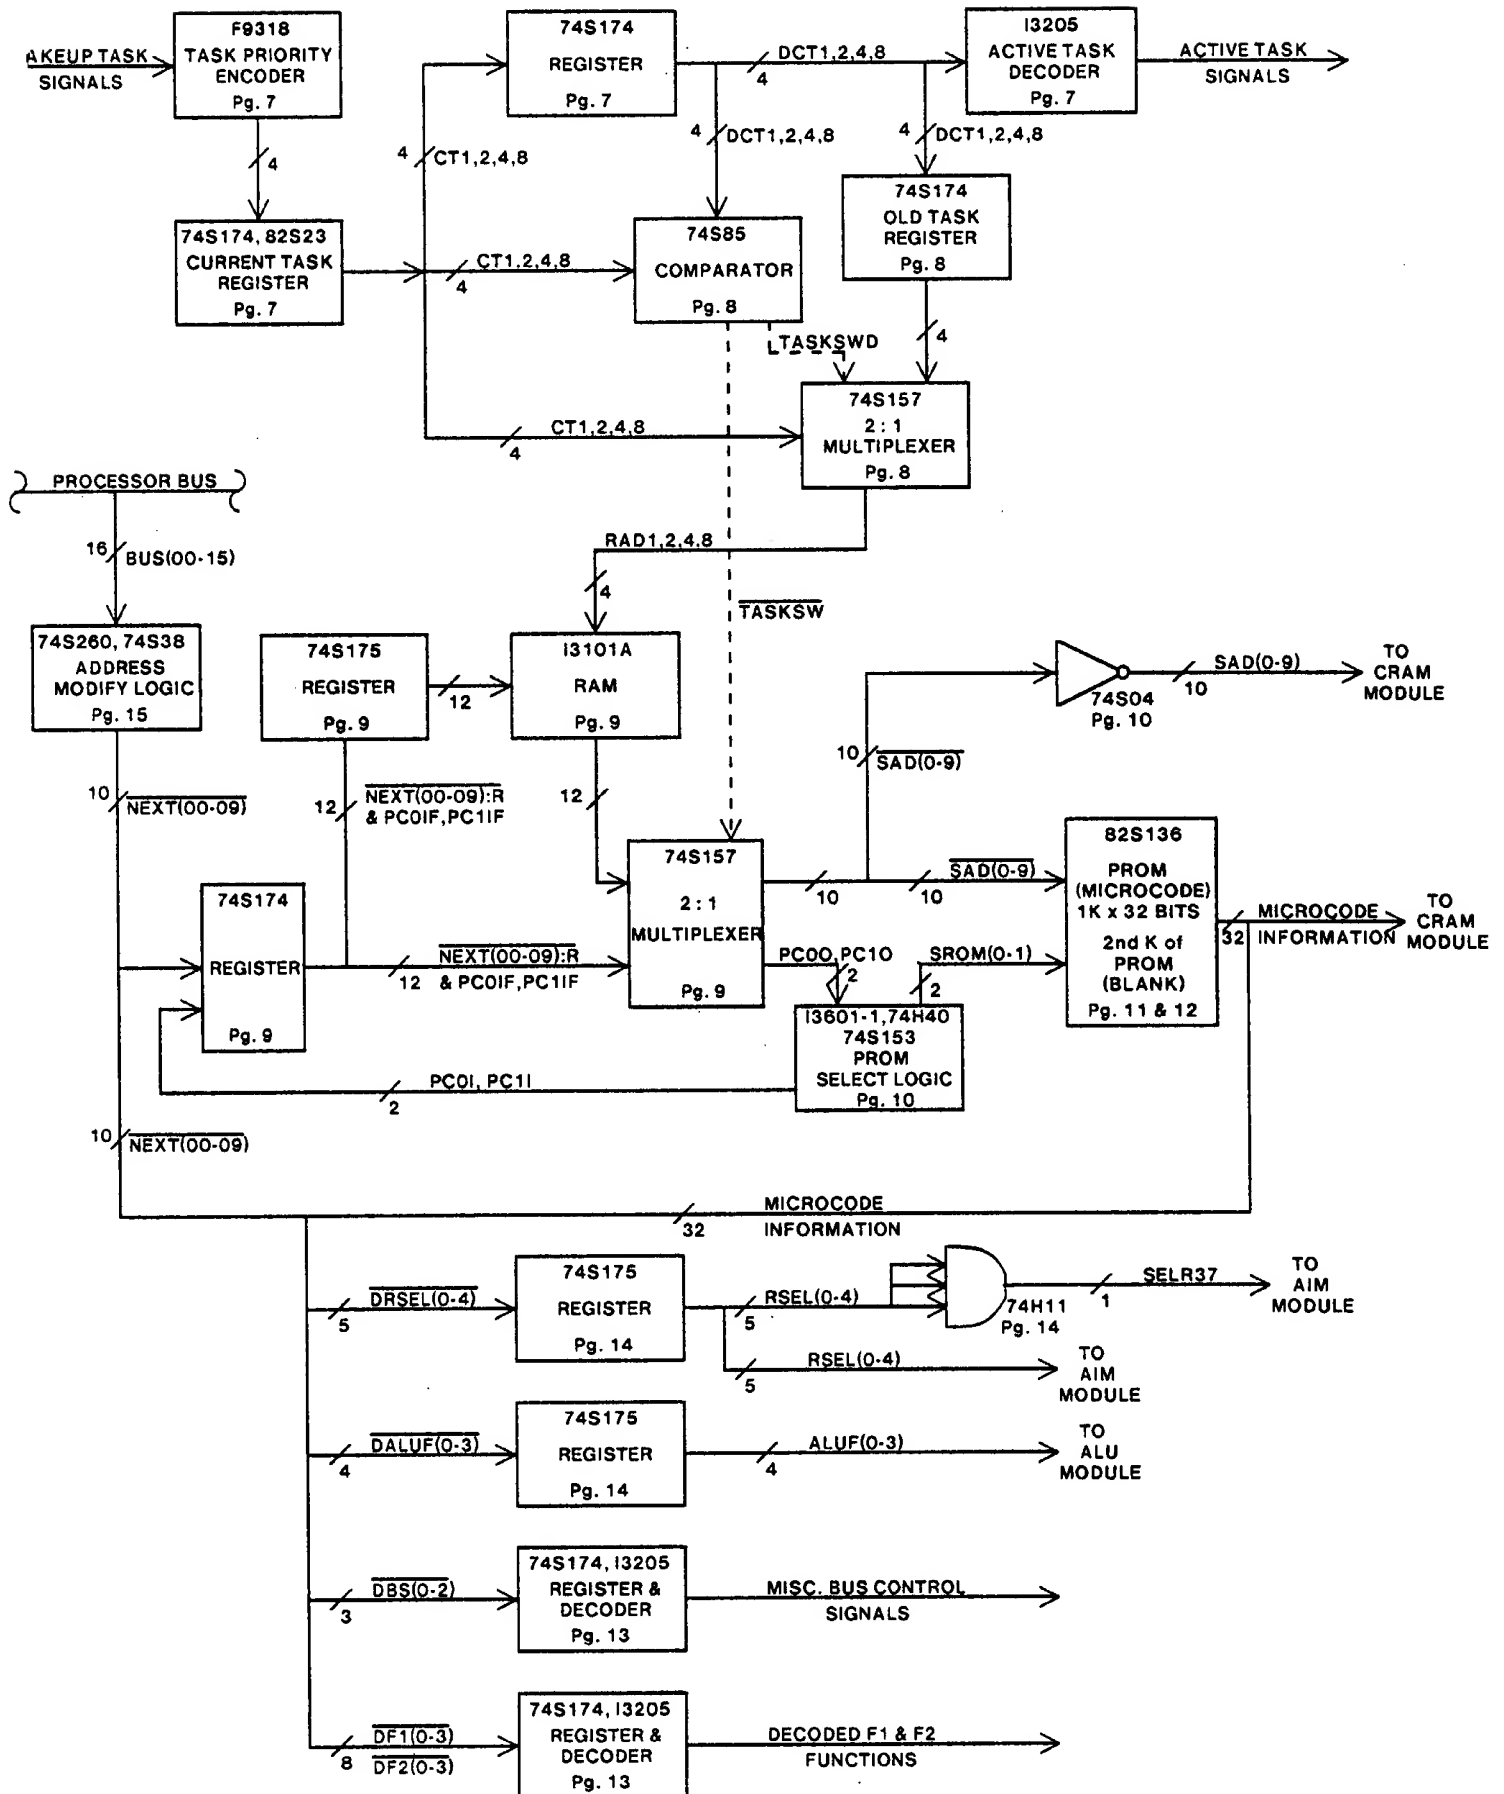 AKEUP TASK
SIGNALS
F9318
TASK PRIORITY
ENCODER
Pg. 7
74S174
REGISTER
Pg. 7
DCT1,2,4,8
4
I3205
ACTIVE TASK
DECODER
Pg. 7
ACTIVE TASK
SIGNALS
4
4
CT1,2,4,8
4
DCT1,2,4,8
4
DCT1,2,4,8
74S174, 82S23
CURRENT TASK
REGISTER
Pg. 7
CT1,2,4,8
4
74S85
COMPARATOR
Pg. 8
74S174
OLD TASK
REGISTER
Pg. 8
TASKSWD
4
CT1,2,4,8
4
74S157
2 : 1
MULTIPLEXER
Pg. 8
PROCESSOR BUS
16
BUS(00-15)
RAD1,2,4,8
4
TASKSW
74S260, 74S38
ADDRESS
MODIFY LOGIC
Pg. 15
74S175
REGISTER
Pg. 9
12
I3101A
RAM
Pg. 9
74S04
Pg. 10
SAD(0-9)
10
TO
CRAM
MODULE
10
SAD(0-9)
10
NEXT(00-09)
12
NEXT(00-09):R
& PC0IF,PC1IF
12
74S174
REGISTER
Pg. 9
NEXT(00-09):R
12
& PC0IF,PC1IF
74S157
2 : 1
MULTIPLEXER
Pg. 9
10
SAD(0-9)
10
PC0O, PC1O
2
SROM(0-1)
2
82S136
PROM
(MICROCODE)
1K x 32 BITS
2nd K of
PROM
(BLANK)
Pg. 11 & 12
32
MICROCODE
INFORMATION
TO
CRAM
MODULE
I3601-1,74H40
74S153
PROM
SELECT LOGIC
Pg. 10
PC0I, PC1I
2
10
NEXT(00-09)
MICROCODE
32
INFORMATION
DRSEL(0-4)
5
74S175
REGISTER
Pg. 14
RSEL(0-4)
5
74H11
Pg. 14
SELR37
1
TO
AIM
MODULE
RSEL(0-4)
5
TO
AIM
MODULE
DALUF(0-3)
4
74S175
REGISTER
Pg. 14
ALUF(0-3)
4
TO
ALU
MODULE
DBS(0-2)
3
74S174, I3205
REGISTER &
DECODER
Pg. 13
MISC. BUS CONTROL
SIGNALS
DF1(0-3)
8
DF2(0-3)
74S174, I3205
REGISTER &
DECODER
Pg. 13
DECODED F1 & F2
FUNCTIONS